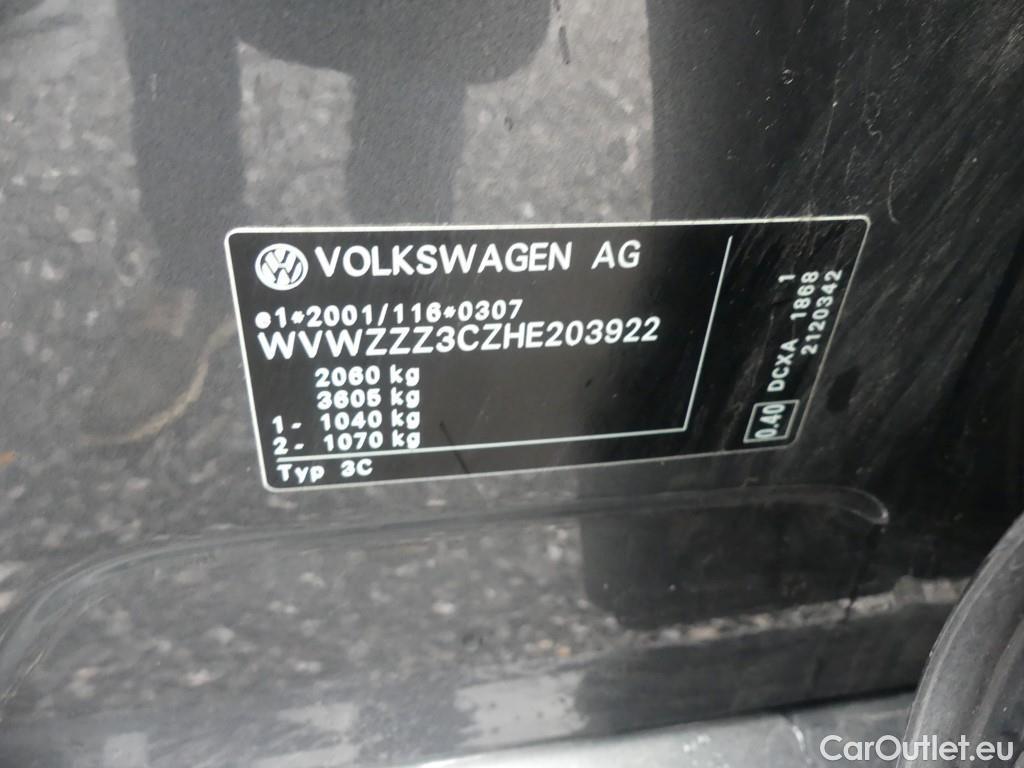 VOLKSWAGEN AG
e1*2001/116*0307
WVWZZZ3CZHE203922
2060 kg
3605 kg
1- 1040 kg
2- 1070 kg
Typ 3C
0.40 DCXA 1868 1
2120342
CarOutlet.eu